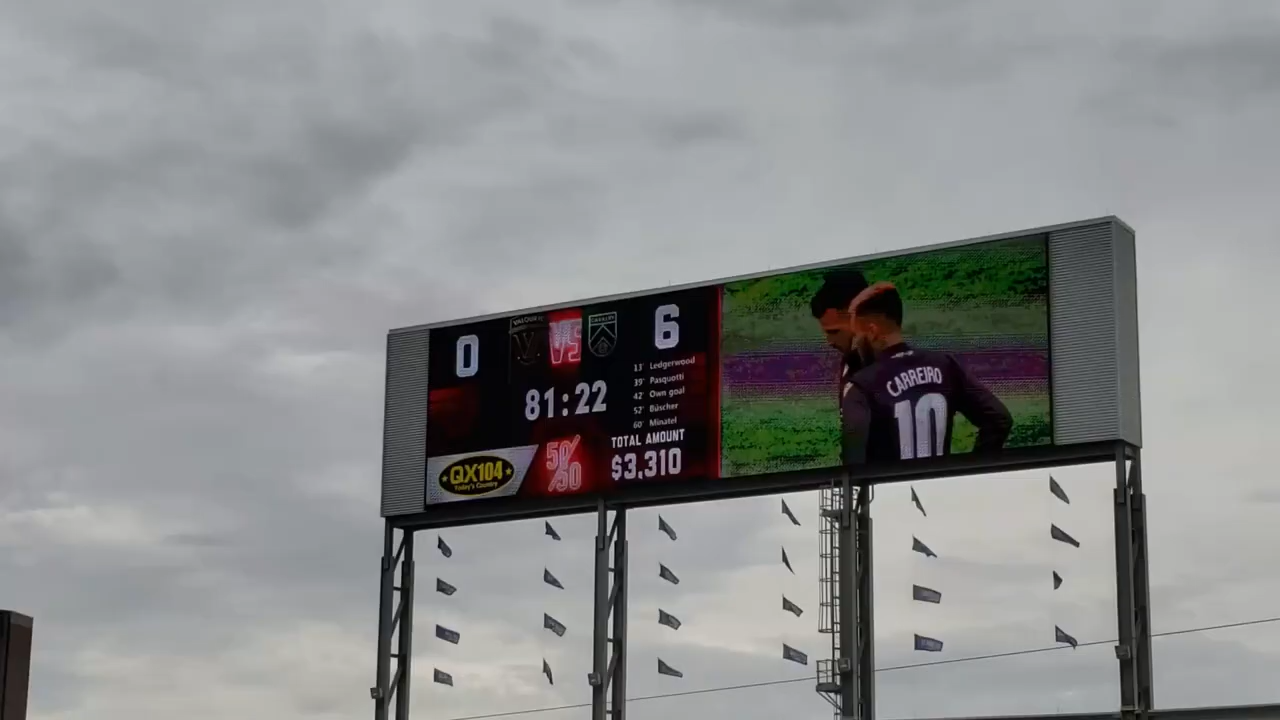 0
VS
CAVALRY
6
81:22
13' Ledgerwood
39' Pasquotti
42' Own goal
52' Büscher
60' Minatel
QX104
Today's Country
50/50
TOTAL AMOUNT
$3,310
CARREIRO
10